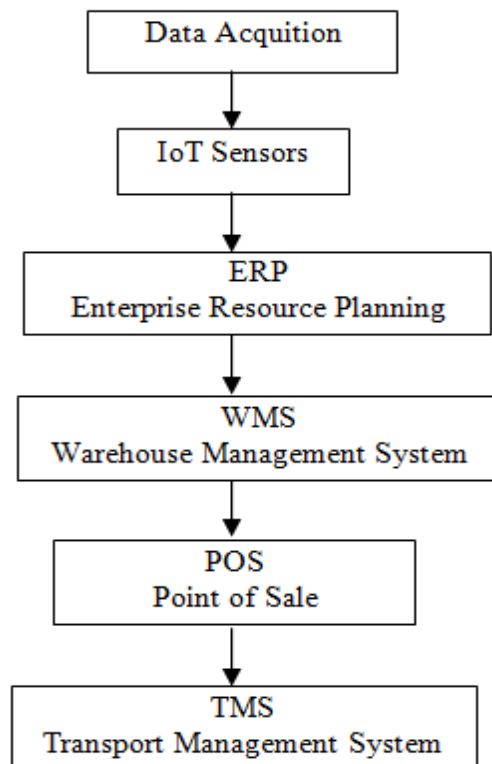 Data Acquition
IoT Sensors
ERP
Enterprise Resource Planning
WMS
Warehouse Management System
POS
Point of Sale
TMS
Transport Management System